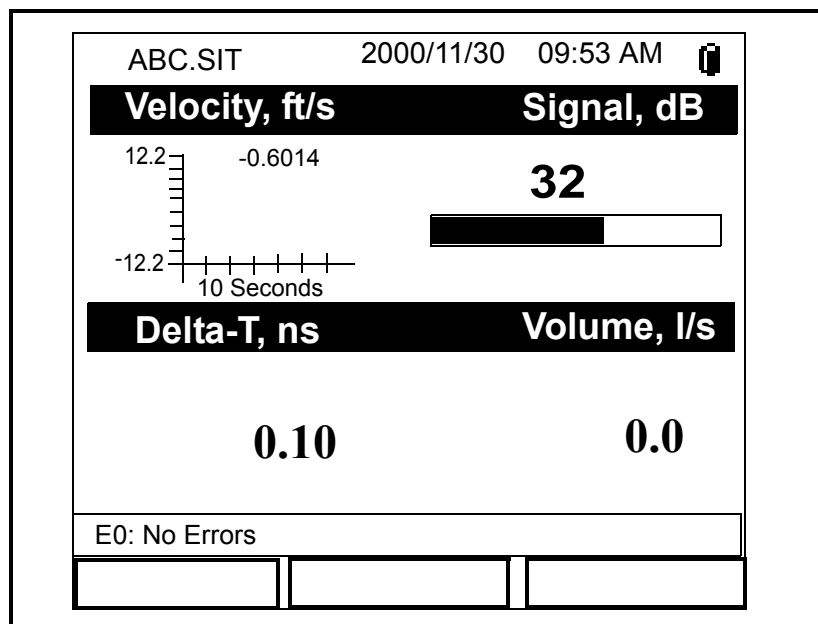 ABC.SIT 2000/11/30 09:53 AM
Velocity, ft/s Signal, dB
12.2 -0.6014
32
-12.2
10 Seconds
Delta-T, ns Volume, l/s
0.10 0.0
E0: No Errors